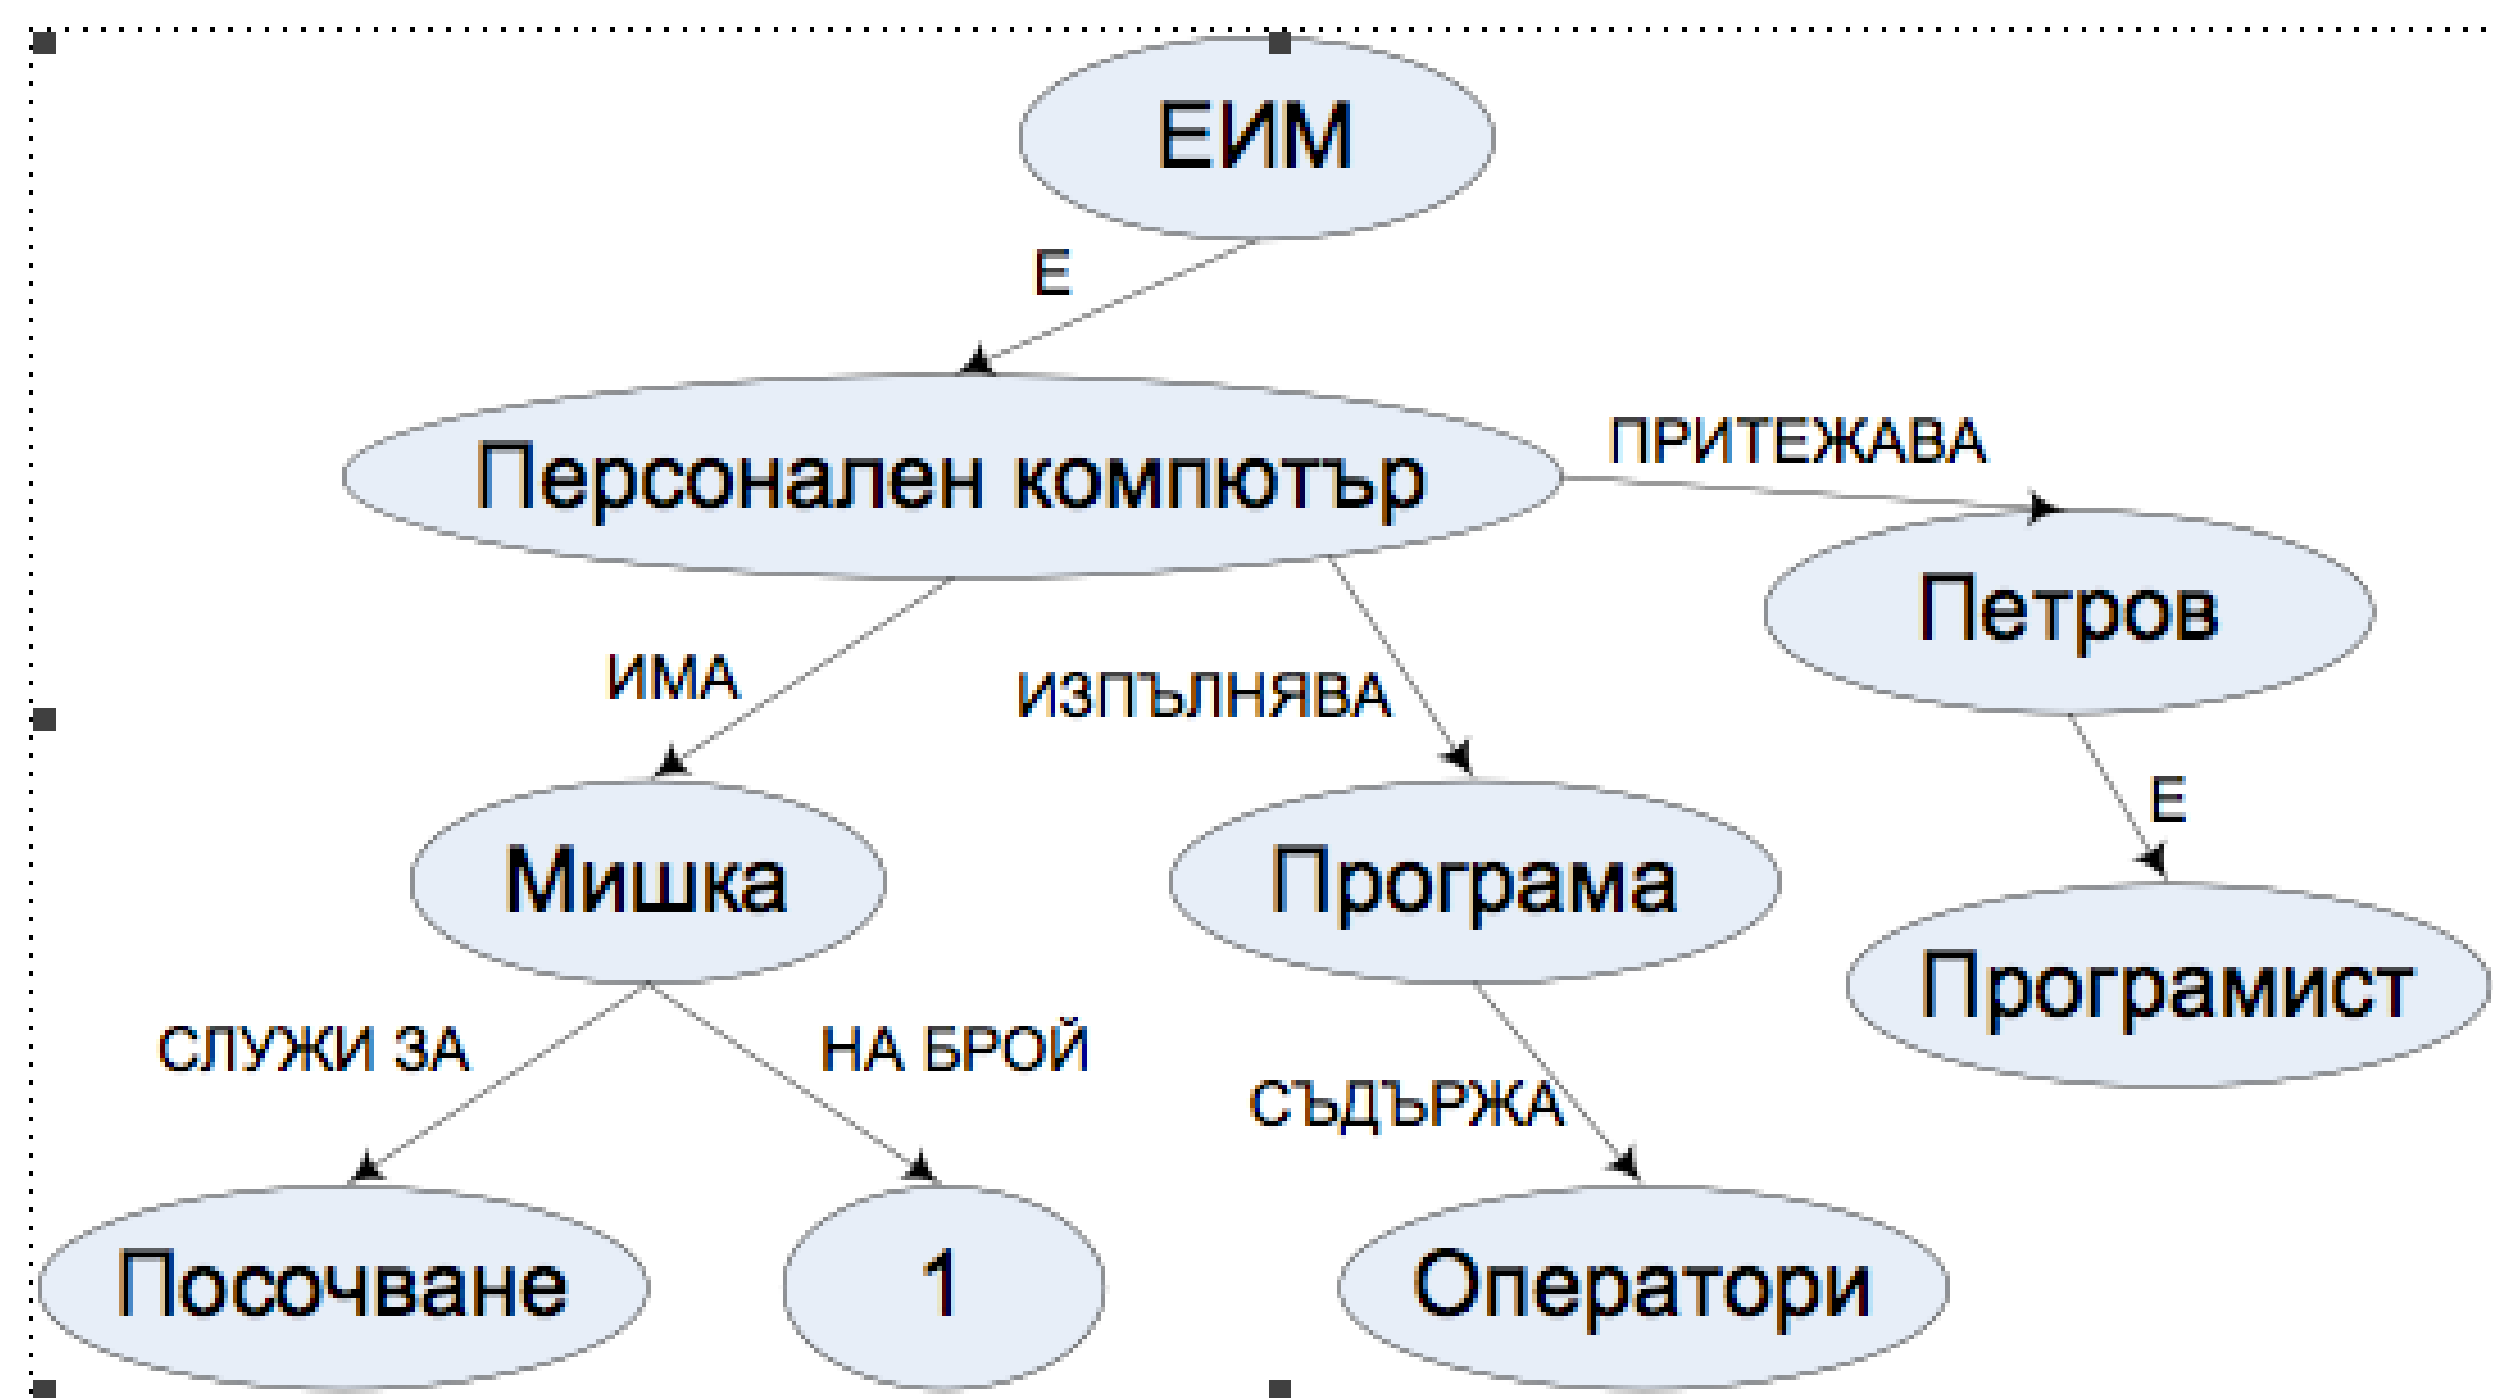 ЕИМ
Е
Персонален компютър
ПРИТЕЖАВА
Петров
ИМА
ИЗПЪЛНЯВА
Е
Мишка
Програма
Програмист
СЛУЖИ ЗА
НА БРОЙ
СЪДЪРЖА
Посочване
1
Оператори